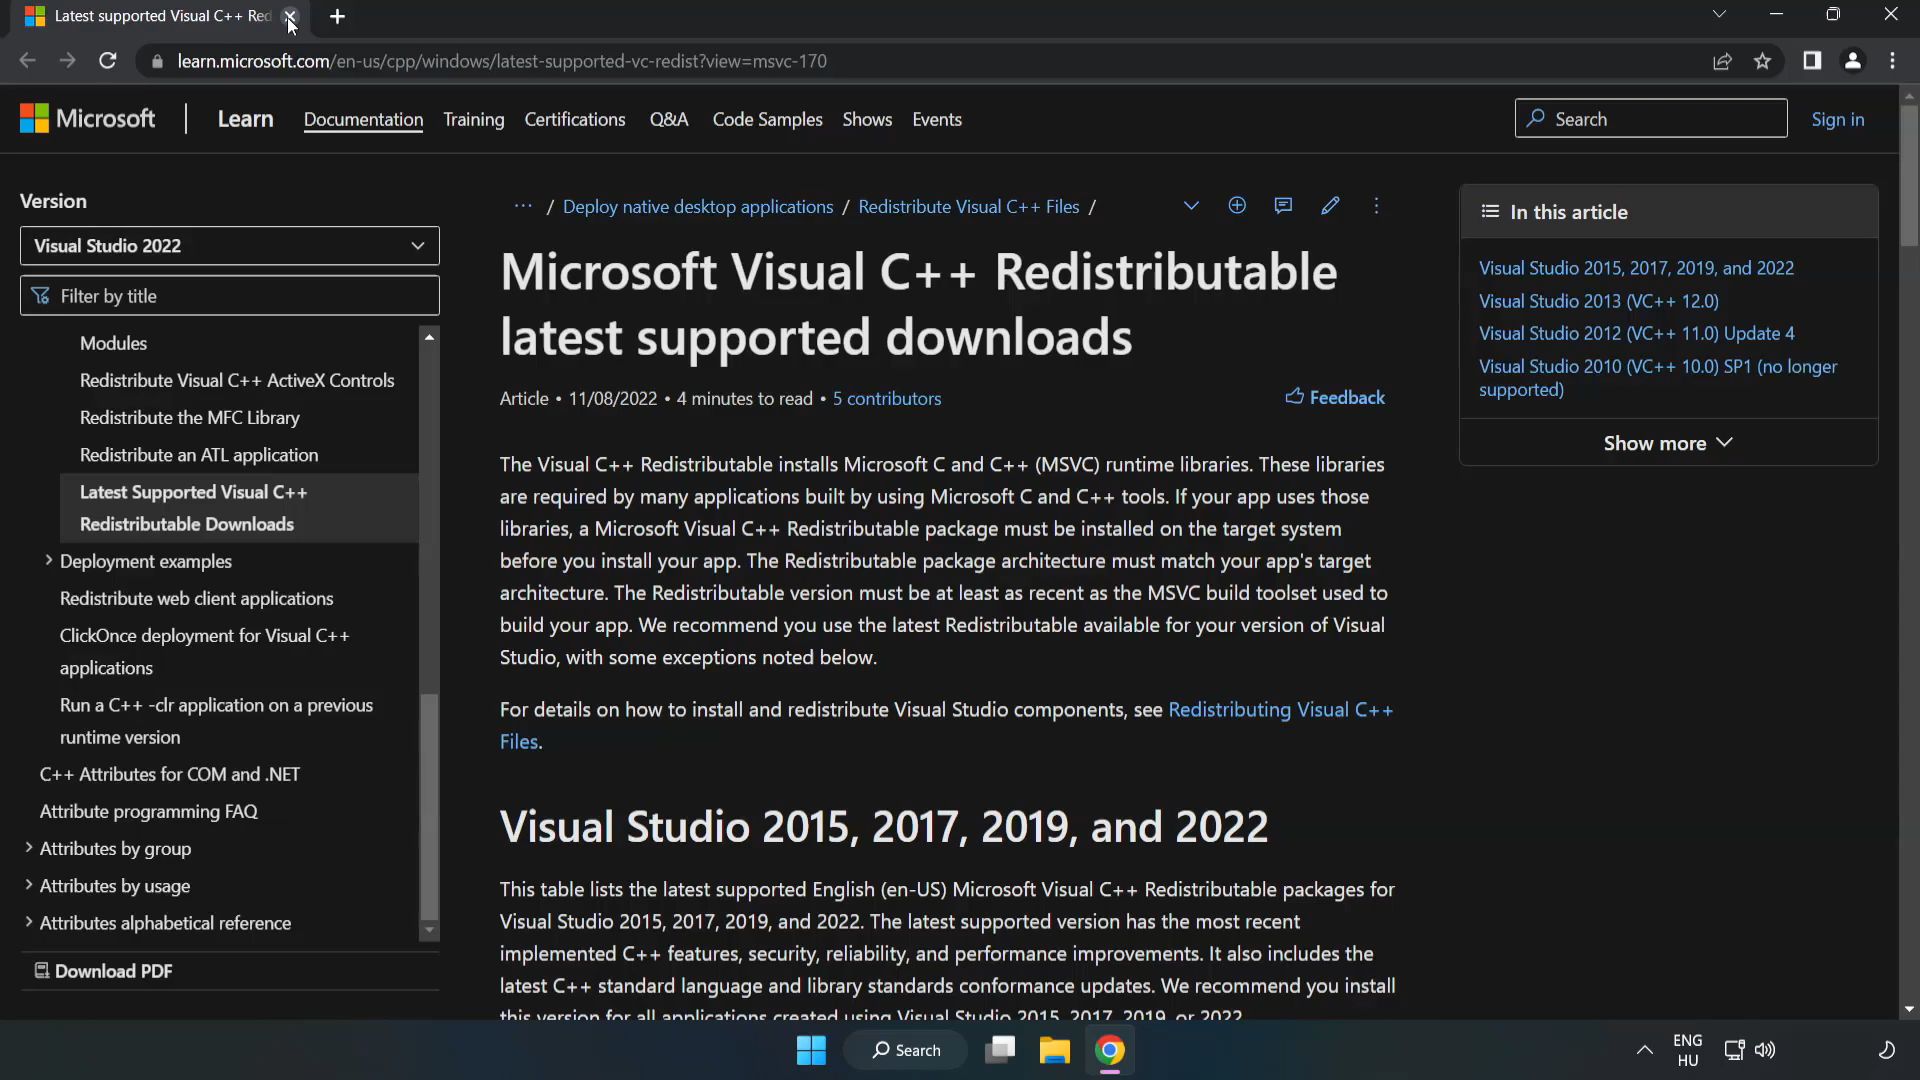 Latest supported Visual C++ Red
learn.microsoft.com/en-us/cpp/windows/latest-supported-vc-redist?view=msvc-170
Microsoft
Learn
Documentation
Training
Certifications
Q&A
Code Samples
Shows
Events
Search
Sign in
Version
Visual Studio 2022
Filter by title
Modules
Redistribute Visual C++ ActiveX Controls
Redistribute the MFC Library
Redistribute an ATL application
Latest Supported Visual C++
Redistributable Downloads
Deployment examples
Redistribute web client applications
ClickOnce deployment for Visual C++
applications
Run a C++ -clr application on a previous
runtime version
C++ Attributes for COM and .NET
Attribute programming FAQ
Attributes by group
Attributes by usage
Attributes alphabetical reference
Download PDF
··· / Deploy native desktop applications / Redistribute Visual C++ Files /
Microsoft Visual C++ Redistributable
latest supported downloads
Article • 11/08/2022 • 4 minutes to read • 5 contributors
Feedback
The Visual C++ Redistributable installs Microsoft C and C++ (MSVC) runtime libraries. These libraries
are required by many applications built by using Microsoft C and C++ tools. If your app uses those
libraries, a Microsoft Visual C++ Redistributable package must be installed on the target system
before you install your app. The Redistributable package architecture must match your app's target
architecture. The Redistributable version must be at least as recent as the MSVC build toolset used to
build your app. We recommend you use the latest Redistributable available for your version of Visual
Studio, with some exceptions noted below.
For details on how to install and redistribute Visual Studio components, see Redistributing Visual C++
Files.
Visual Studio 2015, 2017, 2019, and 2022
This table lists the latest supported English (en-US) Microsoft Visual C++ Redistributable packages for
Visual Studio 2015, 2017, 2019, and 2022. The latest supported version has the most recent
implemented C++ features, security, reliability, and performance improvements. It also includes the
latest C++ standard language and library standards conformance updates. We recommend you install
this version for all applications created using Visual Studio 2015, 2017, 2019, or 2022.
In this article
Visual Studio 2015, 2017, 2019, and 2022
Visual Studio 2013 (VC++ 12.0)
Visual Studio 2012 (VC++ 11.0) Update 4
Visual Studio 2010 (VC++ 10.0) SP1 (no longer
supported)
Show more
Search
ENG
HU